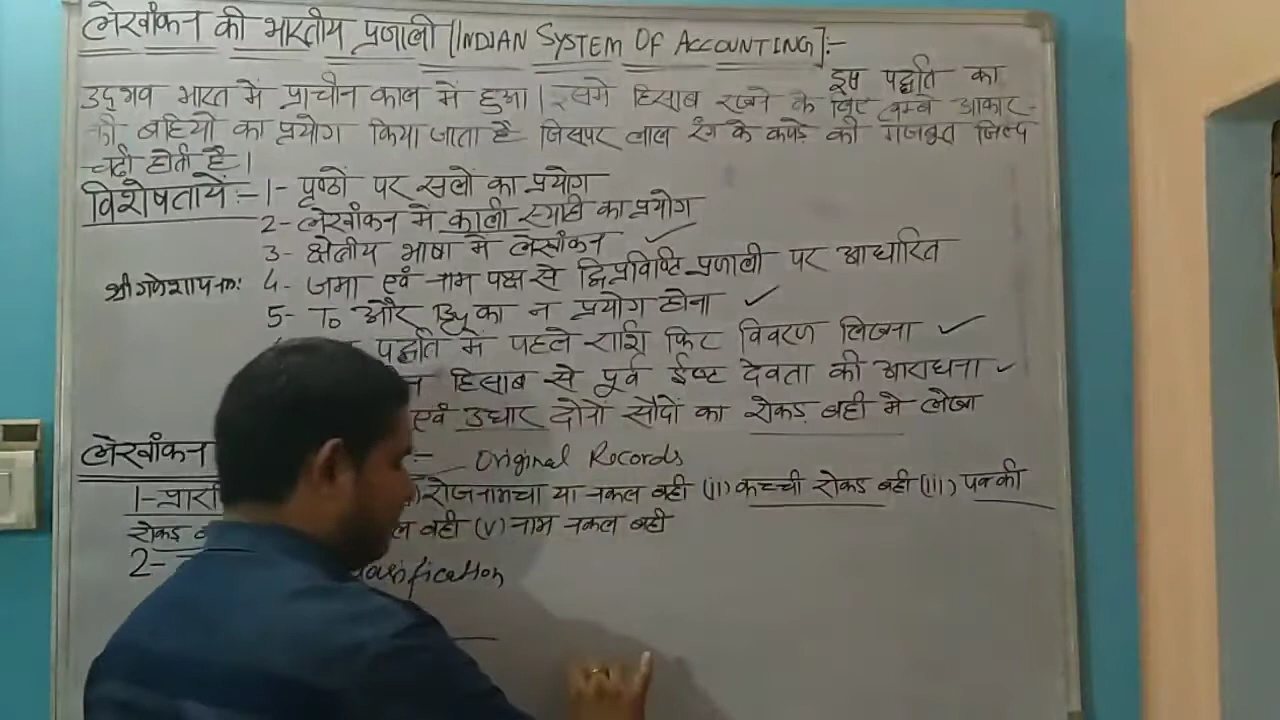 लेखांकन की भारतीय प्रणाली [INDIAN SYSTEM OF ACCOUNTING]:-
इस पद्धति का
उद्भव भारत में प्राचीन काल में हुआ। इसमे हिसाब रखने के लिए लम्बे आकार
की बहियों का प्रयोग किया जाता है जिसपर लाल रंग के कपड़े की मजबूत जिल्द
चढ़ी होती है।
विशेषतायें:- 1- पृष्ठों पर सलों का प्रयोग
2- लेखांकन में काली स्याही का प्रयोग
3- क्षेत्रीय भाषा में लेखांकन
श्री गणेशाय नमः 4- जमा एवं नाम पक्ष से द्विप्रविष्टि प्रणाली पर आधारित
5- To और By का न प्रयोग होना
पद्धति में पहले राशि फिर विवरण लिखना
हिसाब से पूर्व ईष्ट देवता की आराधना
एवं उधार दोनों सौदों का रोकड़ बही मे लेखा
लेखांकन :- Original Records
1- रोजनामचा या नकल बही (ii) कच्ची रोकड बही (iii) पक्की
रोकड बही (v) नाम नकल बही
2-